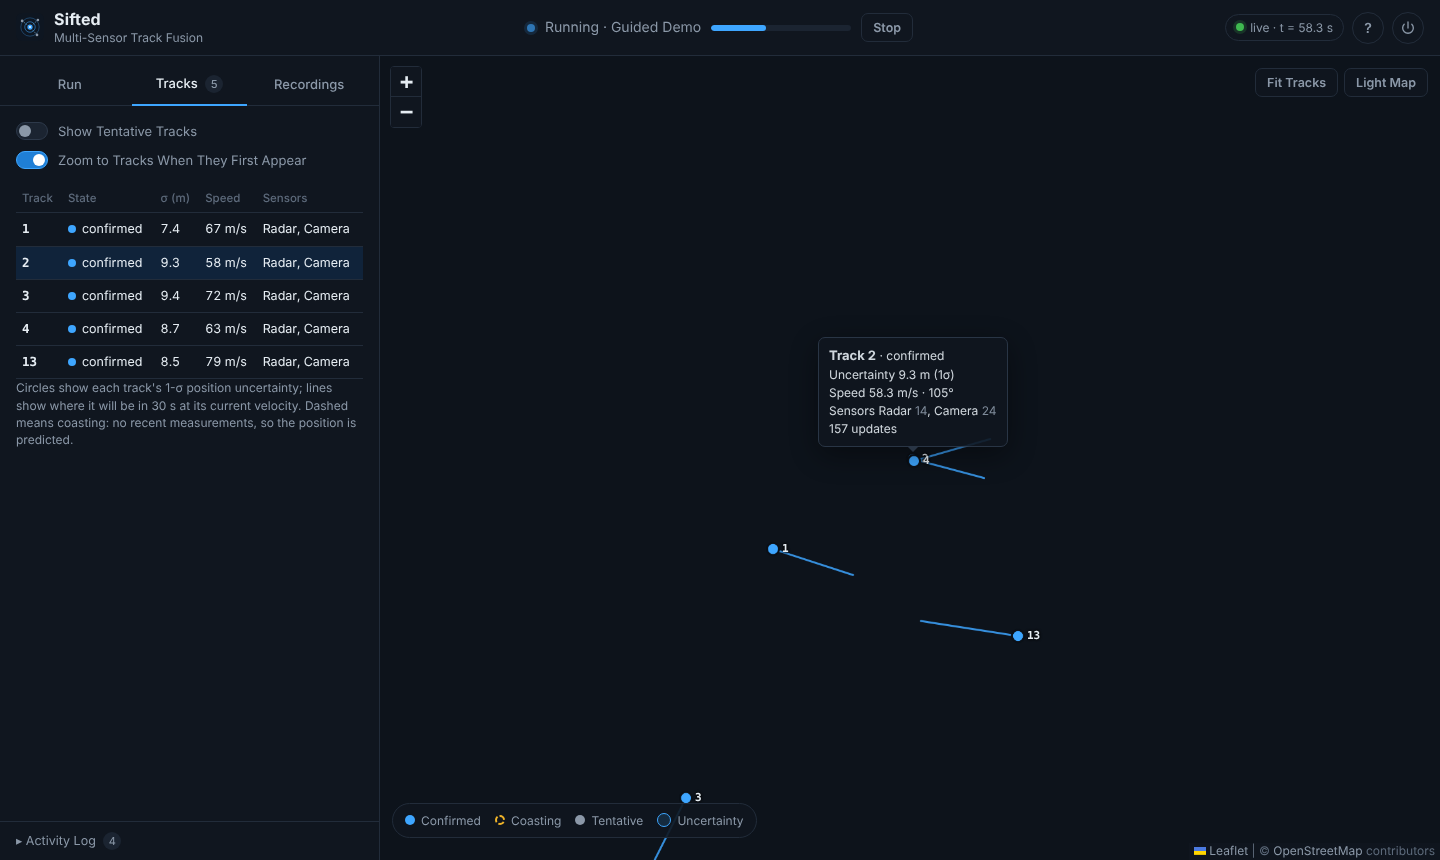 Sifted
Multi-Sensor Track Fusion
Running · Guided Demo
Stop
live · t = 58.3 s
?
Run
Tracks 5
Recordings
Show Tentative Tracks
Zoom to Tracks When They First Appear
Track State σ (m) Speed Sensors
1 confirmed 7.4 67 m/s Radar, Camera
2 confirmed 9.3 58 m/s Radar, Camera
3 confirmed 9.4 72 m/s Radar, Camera
4 confirmed 8.7 63 m/s Radar, Camera
13 confirmed 8.5 79 m/s Radar, Camera
Circles show each track's 1-σ position uncertainty; lines
show where it will be in 30 s at its current velocity. Dashed
means coasting: no recent measurements, so the position is
predicted.
▸ Activity Log 4
+
−
Fit Tracks
Light Map
Track 2 · confirmed
Uncertainty 9.3 m (1σ)
Speed 58.3 m/s · 105°
Sensors Radar 14, Camera 24
157 updates
4
1
13
3
Confirmed
Coasting
Tentative
Uncertainty
Leaflet | © OpenStreetMap contributors